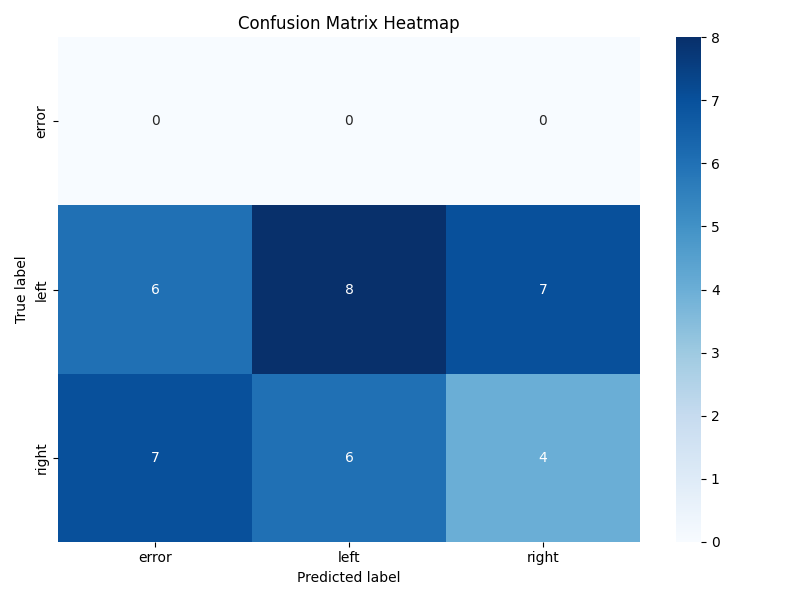 Confusion Matrix Heatmap
True label
error
0 0 0
left
6 8 7
right
7 6 4
error left right
Predicted label
8
7
6
5
4
3
2
1
0